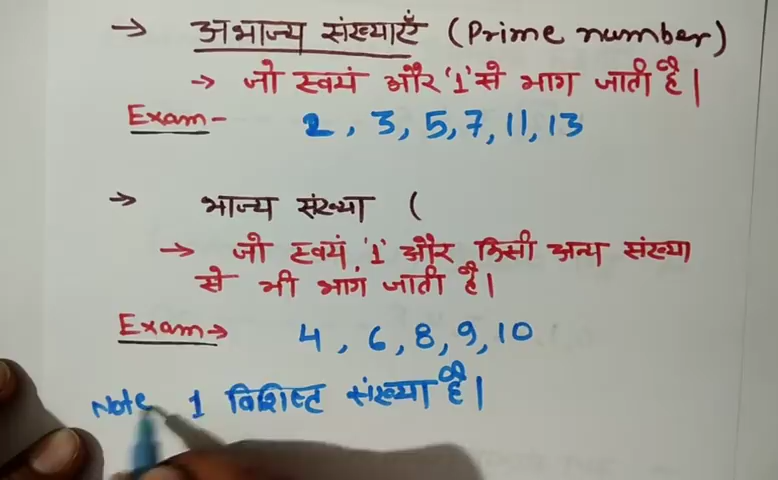 → अभाज्य संख्याएँ (Prime number)
→ जो स्वयं और '1' से भाग जाती है।
Exam-
2, 3, 5, 7, 11, 13
→ भाज्य संख्या (
→ जो स्वयं '1' और किसी अन्य संख्या
से भी भाग जाती है।
Exam→ 4, 6, 8, 9, 10
Note 1 विशिष्ट संख्या है।